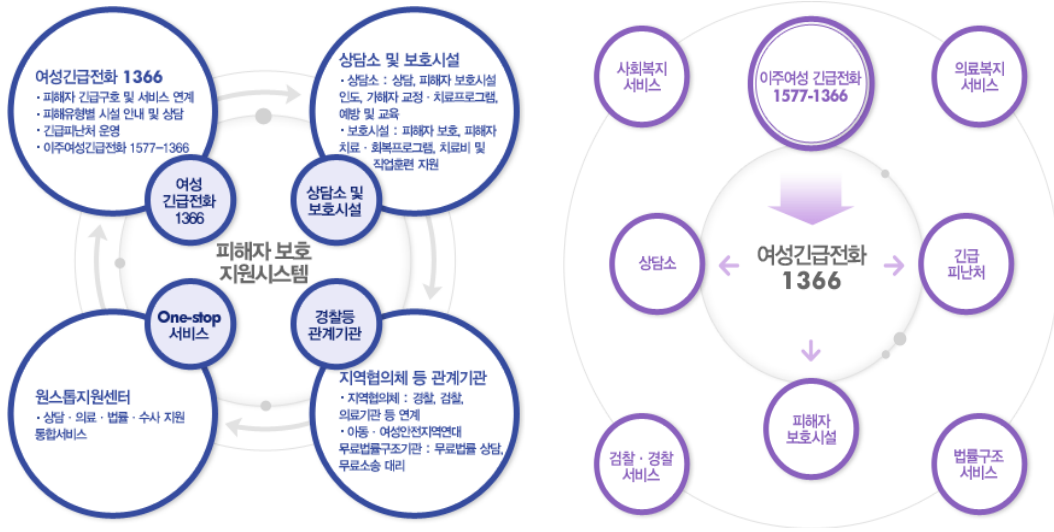 여성긴급전화 1366
· 피해자 긴급구호 및 서비스 연계
· 피해유형별 시설 안내 및 상담
· 긴급피난처 운영
· 이주여성긴급전화 1577-1366
여성
긴급전화
1366
상담소 및 보호시설
· 상담소 : 상담, 피해자 보호시설
인도, 가해자 교정 · 치료프로그램,
예방 및 교육
· 보호시설 : 피해자 보호, 피해자
치료 · 회복프로그램, 치료비 및
직업훈련 지원
상담소 및
보호시설
피해자 보호
지원시스템
One-stop
서비스
원스톱지원센터
· 상담 · 의료 · 법률 · 수사 지원
통합서비스
경찰등
관계기관
지역협의체 등 관계기관
· 지역협의체 : 경찰, 검찰,
의료기관 등 연계
· 아동 · 여성안전지역연대
무료법률구조기관 : 무료법률 상담,
무료소송 대리
사회복지
서비스
이주여성 긴급전화
1577-1366
의료복지
서비스
상담소
여성긴급전화
1366
긴급
피난처
피해자
보호시설
검찰 · 경찰
서비스
법률구조
서비스